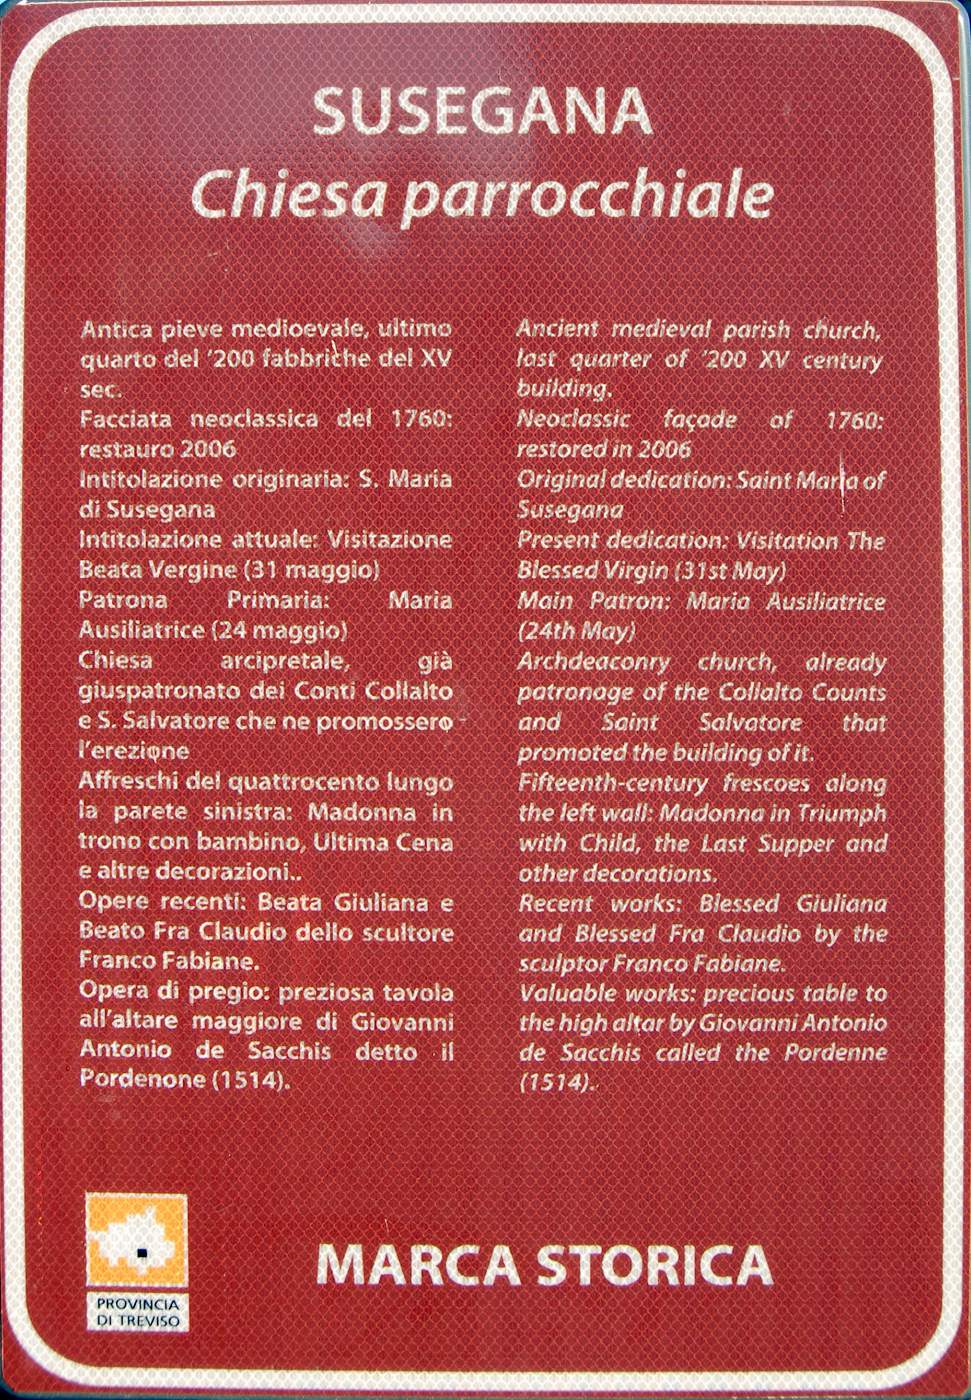 SUSEGANA
Chiesa parrocchiale
Antica pieve medioevale, ultimo
quarto del '200 fabbriche del XV
sec.
Facciata neoclassica del 1760:
restauro 2006
Intitolazione originaria: S. Maria
di Susegana
Intitolazione attuale: Visitazione
Beata Vergine (31 maggio)
Patrona Primaria: Maria
Ausiliatrice (24 maggio)
Chiesa arcipretale, già
giuspatronato dei Conti Collalto
e S. Salvatore che ne promossero
l'erezione
Affreschi del quattrocento lungo
la parete sinistra: Madonna in
trono con bambino, Ultima Cena
e altre decorazioni..
Opere recenti: Beata Giuliana e
Beato Fra Claudio dello scultore
Franco Fabiane.
Opera di pregio: preziosa tavola
all'altare maggiore di Giovanni
Antonio de Sacchis detto il
Pordenone (1514).
Ancient medieval parish church,
last quarter of '200 XV century
building.
Neoclassic façade of 1760:
restored in 2006
Original dedication: Saint Maria of
Susegana
Present dedication: Visitation The
Blessed Virgin (31st May)
Main Patron: Maria Ausiliatrice
(24th May)
Archdeaconry church, already
patronage of the Collalto Counts
and Saint Salvatore that
promoted the building of it.
Fifteenth-century frescoes along
the left wall: Madonna in Triumph
with Child, the Last Supper and
other decorations.
Recent works: Blessed Giuliana
and Blessed Fra Claudio by the
sculptor Franco Fabiane.
Valuable works: precious table to
the high altar by Giovanni Antonio
de Sacchis called the Pordenne
(1514).
PROVINCIA
DI TREVISO
MARCA STORICA